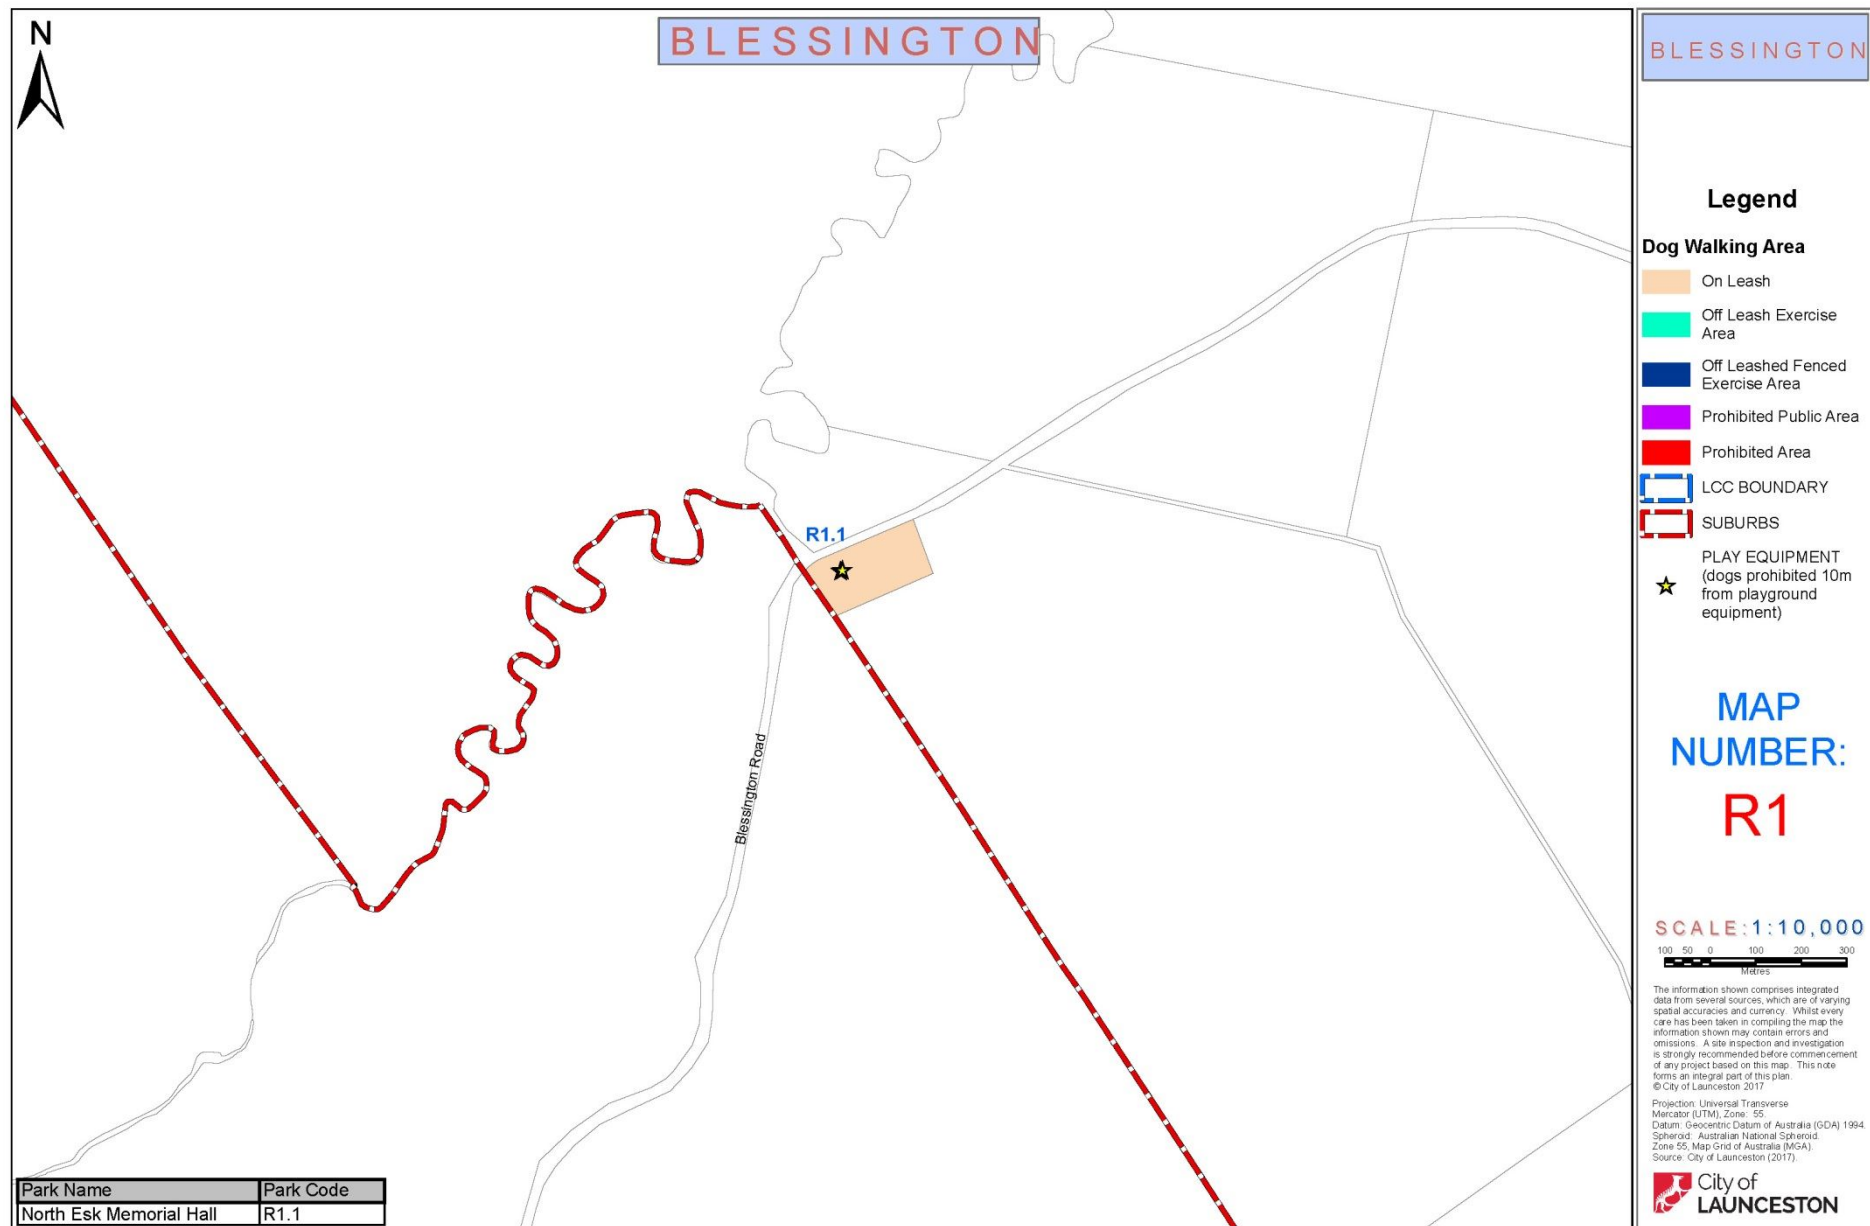 N
BLESSINGTON
R1.1
Blessington Road
Park Name Park Code
North Esk Memorial Hall R1.1
BLESSINGTON
Legend
Dog Walking Area
On Leash
Off Leash Exercise
Area
Off Leashed Fenced
Exercise Area
Prohibited Public Area
Prohibited Area
LCC BOUNDARY
SUBURBS
PLAY EQUIPMENT
(dogs prohibited 10m
from playground
equipment)
MAP
NUMBER:
R1
SCALE: 1:10,000
100 50 0 100 200 300
Metres
The information shown comprises integrated
data from several sources, which are of varying
spatial accuracies and currency. Whilst every
care has been taken in compiling the map the
information shown may contain errors and
omissions. A site inspection and investigation
is strongly recommended before commencement
of any project based on this map. This note
forms an integral part of this plan.
© City of Launceston 2017
Projection: Universal Transverse
Mercator (UTM), Zone: 55.
Datum: Geocentric Datum of Australia (GDA) 1994.
Spheroid: Australian National Spheroid.
Zone 55, Map Grid of Australia (MGA).
Source: City of Launceston (2017).
City of
LAUNCESTON